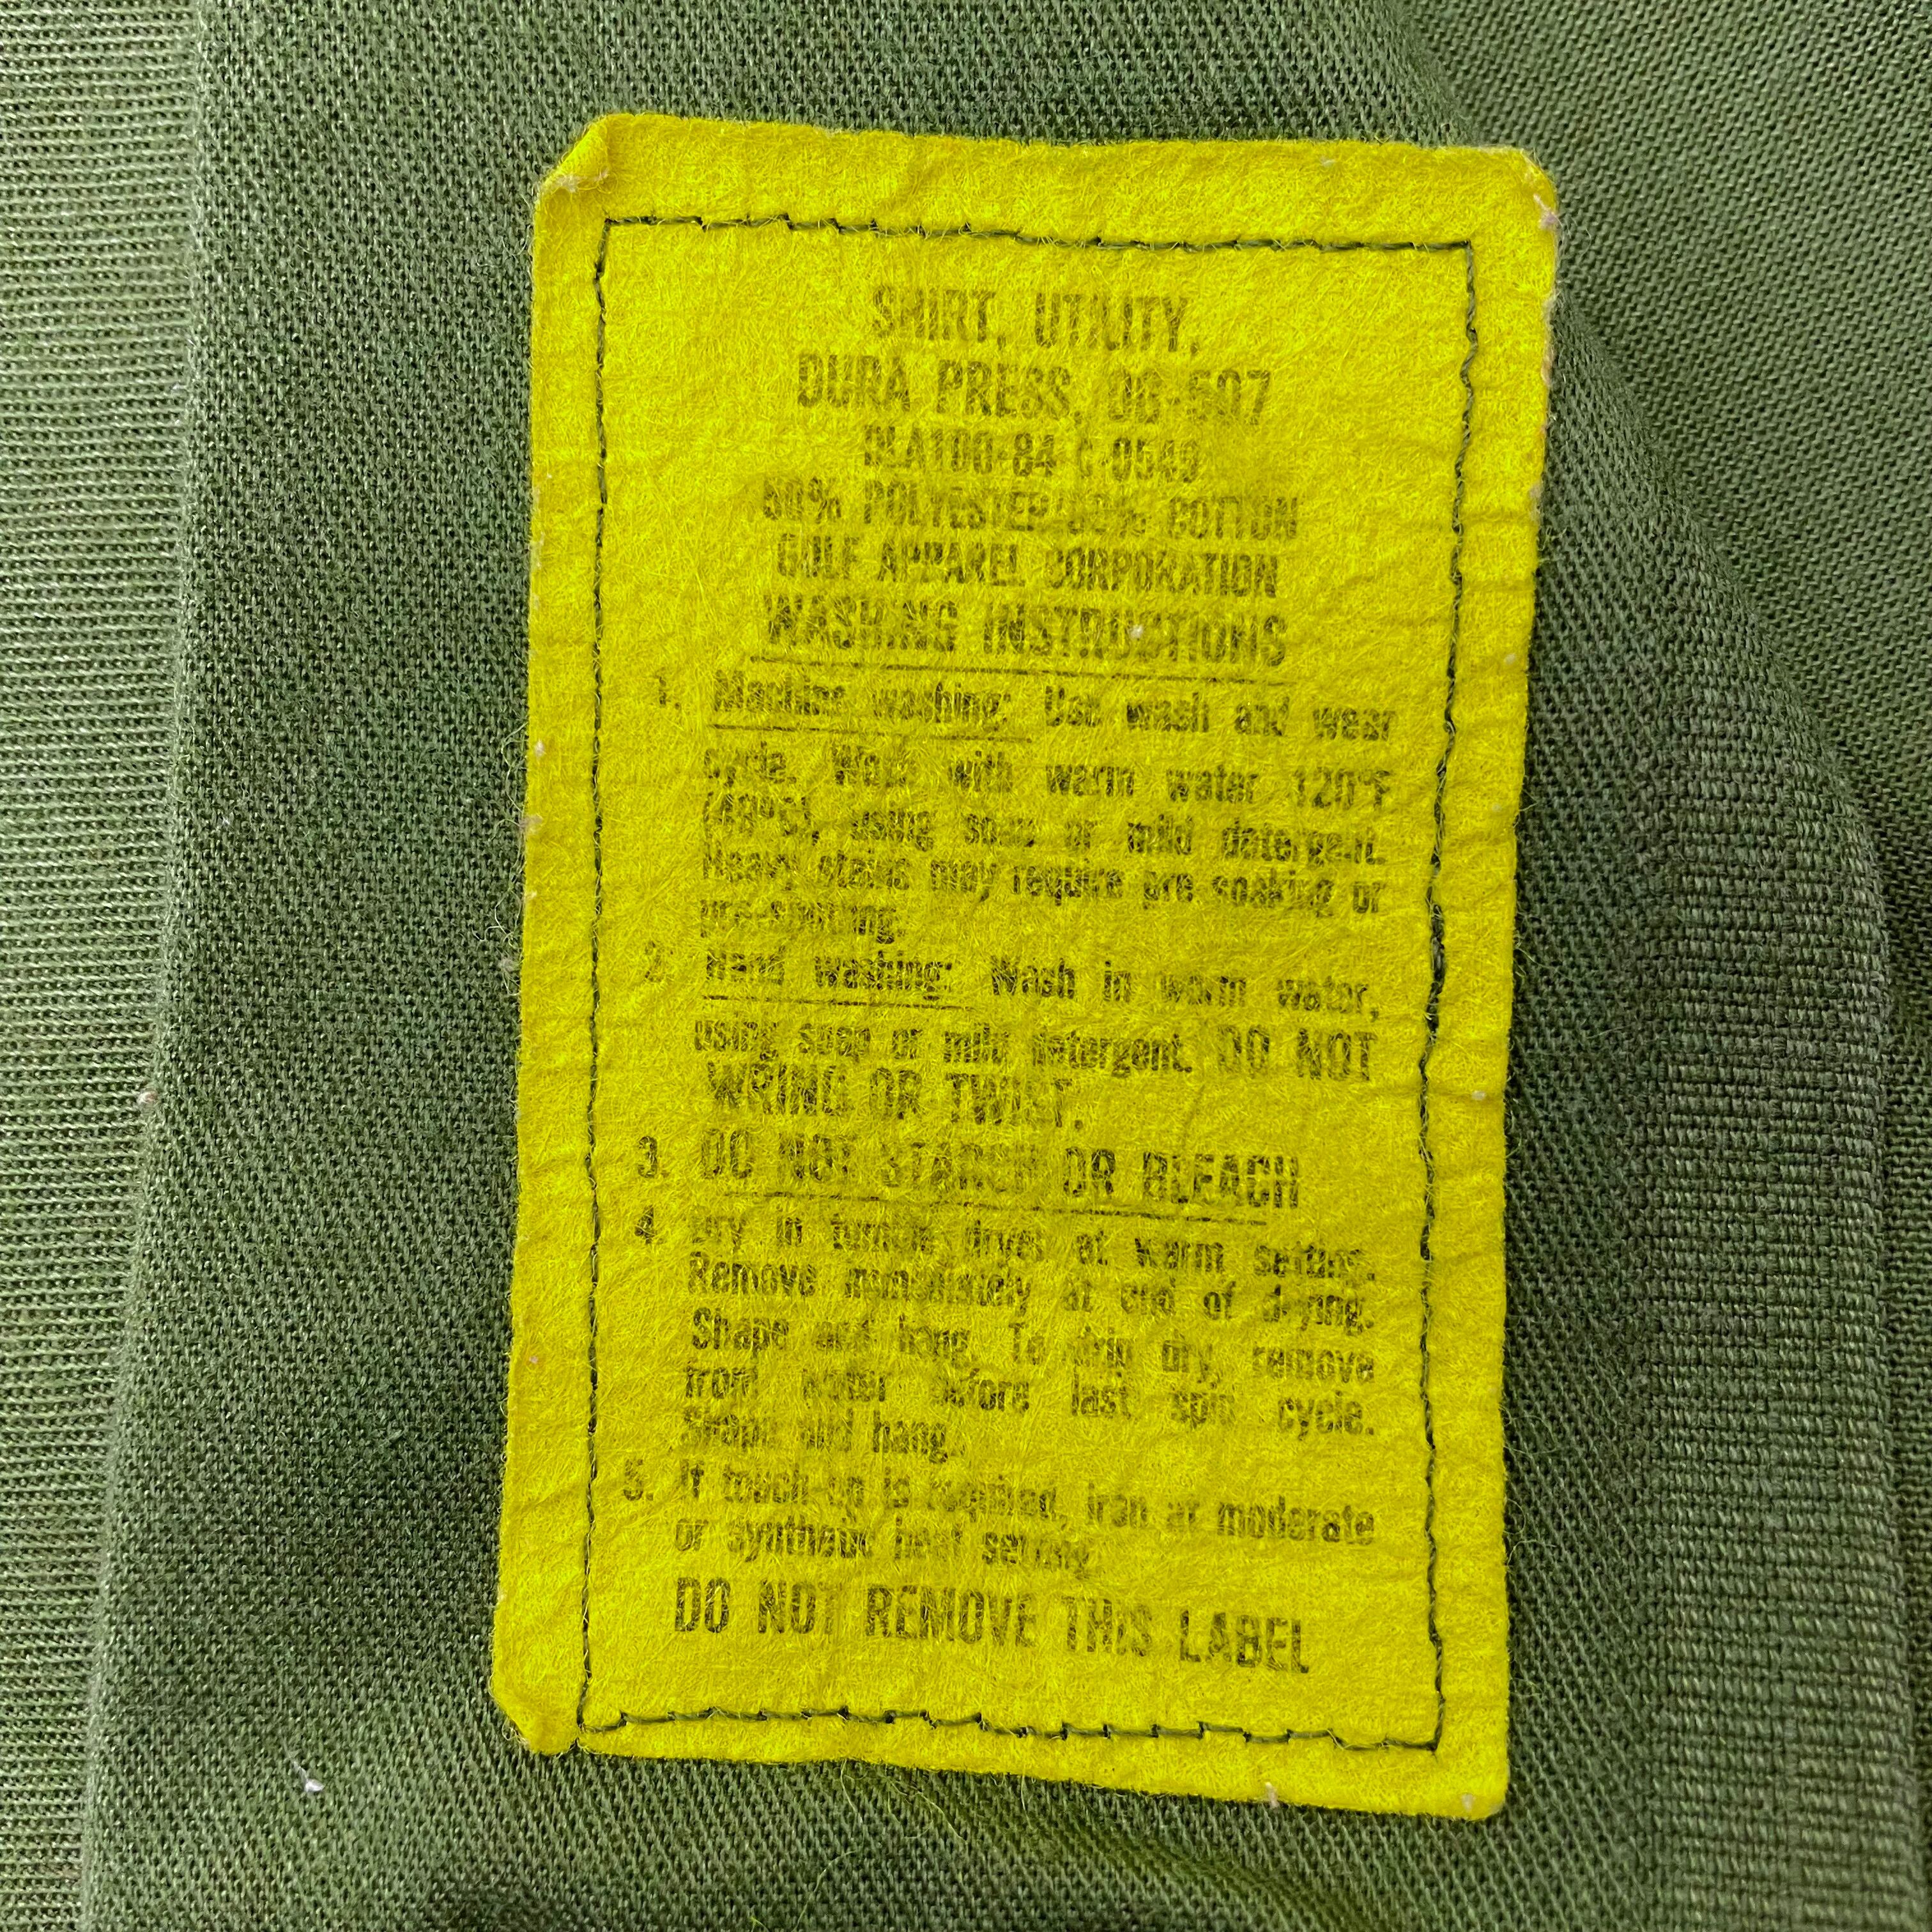 SHIRT, UTILITY,
DURA PRESS, OG-507
DLA100-84-C-0549
50% POLYESTER 50% COTTON
GULF APPAREL CORPORATION
WASHING INSTRUCTIONS
1. Machine washing: Use wash and wear
cycle. Wash with warm water 120°F
(49°C), using soap or mild detergent.
Heavy stains may require pre-soaking or
pre-spotting.
2. Hand washing: Wash in warm water,
using soap or mild detergent. DO NOT
WRING OR TWIST.
3. DO NOT STARCH OR BLEACH
4. Dry in tumble dryer at warm setting.
Remove immediately at end of drying.
Shape and hang. To drip dry, remove
from water before last spin cycle.
Shape and hang.
5. If touch-up is required, iron at moderate
or synthetic heat setting.
DO NOT REMOVE THIS LABEL